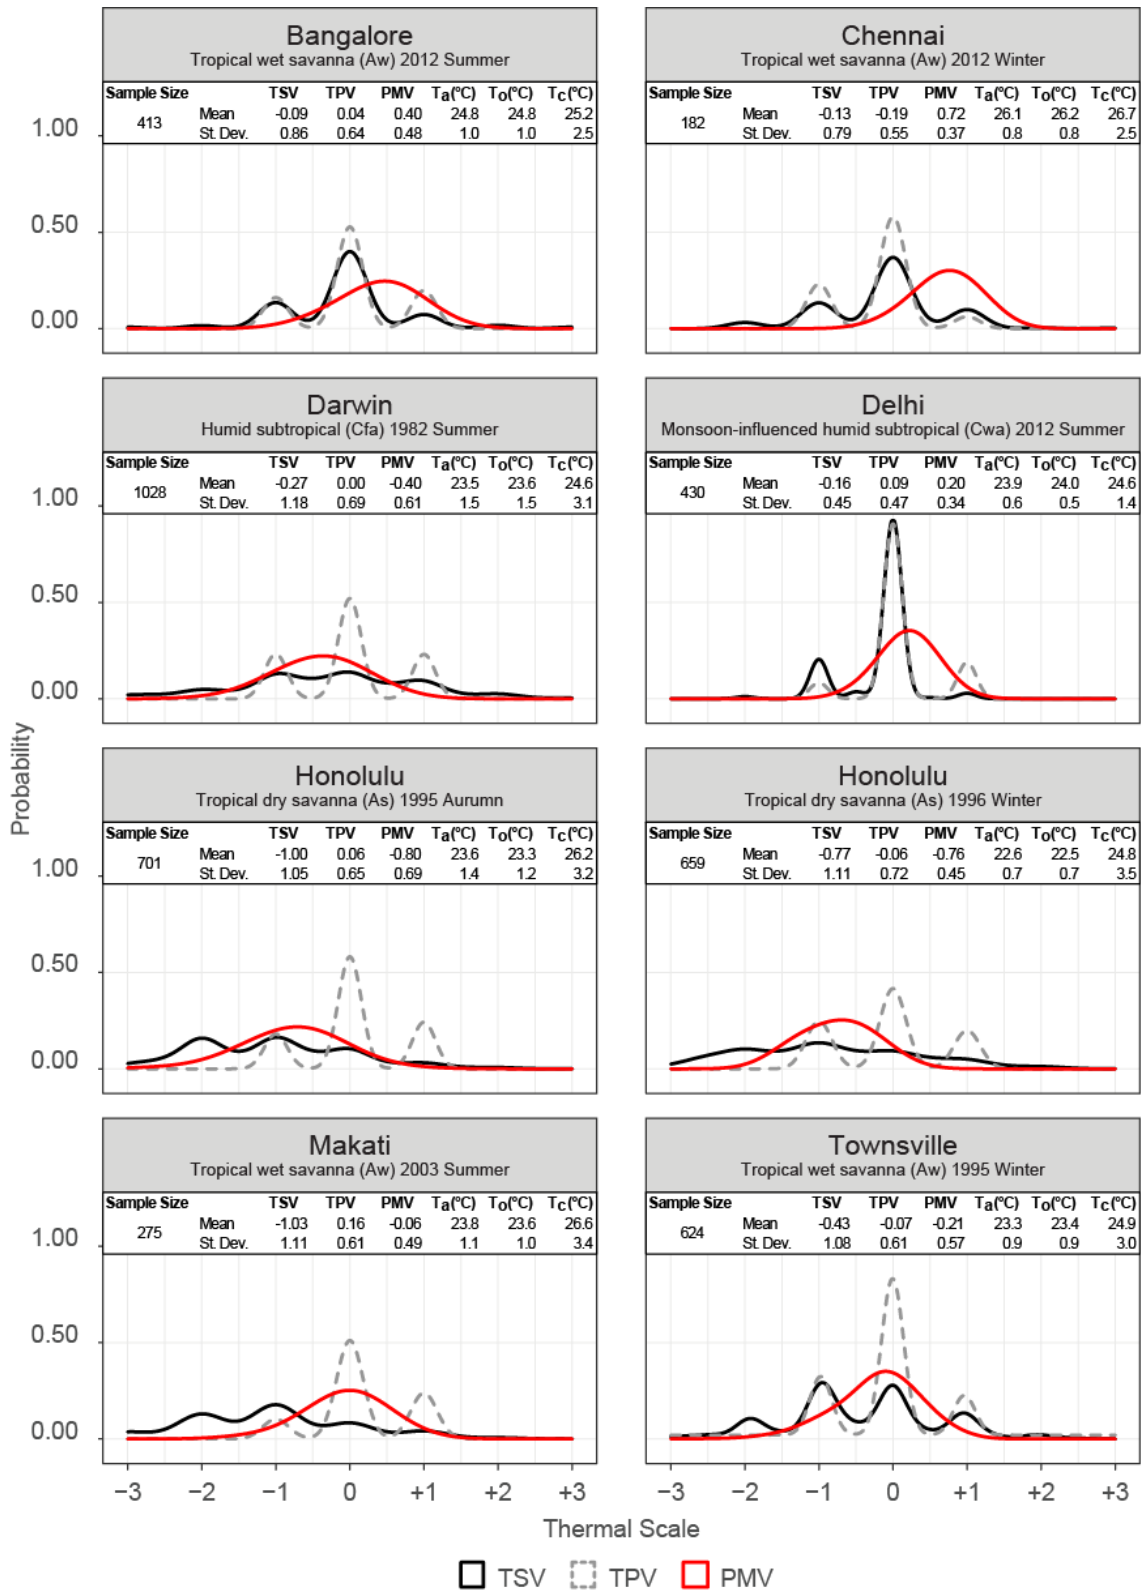 Bangalore
Tropical wet savanna (Aw) 2012 Summer
Sample Size TSV TPV PMV Ta(°C) To(°C) Tc(°C)
413 Mean -0.09 0.04 0.40 24.8 24.8 25.2
St. Dev. 0.86 0.64 0.48 1.0 1.0 2.5
Chennai
Tropical wet savanna (Aw) 2012 Winter
Sample Size TSV TPV PMV Ta(°C) To(°C) Tc(°C)
182 Mean -0.13 -0.19 0.72 26.1 26.2 26.7
St. Dev. 0.79 0.55 0.37 0.8 0.8 2.5
1.00
0.50
0.00
Darwin
Humid subtropical (Cfa) 1982 Summer
Sample Size TSV TPV PMV Ta(°C) To(°C) Tc(°C)
1028 Mean -0.27 0.00 -0.40 23.5 23.6 24.6
St. Dev. 1.18 0.69 0.61 1.5 1.5 3.1
Delhi
Monsoon-influenced humid subtropical (Cwa) 2012 Summer
Sample Size TSV TPV PMV Ta(°C) To(°C) Tc(°C)
430 Mean -0.16 0.09 0.20 23.9 24.0 24.6
St. Dev. 0.45 0.47 0.34 0.6 0.5 1.4
1.00
0.50
0.00
Probability
Honolulu
Tropical dry savanna (As) 1995 Aurumn
Sample Size TSV TPV PMV Ta(°C) To(°C) Tc(°C)
701 Mean -1.00 0.06 -0.80 23.6 23.3 26.2
St. Dev. 1.05 0.65 0.69 1.4 1.2 3.2
Honolulu
Tropical dry savanna (As) 1996 Winter
Sample Size TSV TPV PMV Ta(°C) To(°C) Tc(°C)
659 Mean -0.77 -0.06 -0.76 22.6 22.5 24.8
St. Dev. 1.11 0.72 0.45 0.7 0.7 3.5
1.00
0.50
0.00
Makati
Tropical wet savanna (Aw) 2003 Summer
Sample Size TSV TPV PMV Ta(°C) To(°C) Tc(°C)
275 Mean -1.03 0.16 -0.06 23.8 23.6 26.6
St. Dev. 1.11 0.61 0.49 1.1 1.0 3.4
Townsville
Tropical wet savanna (Aw) 1995 Winter
Sample Size TSV TPV PMV Ta(°C) To(°C) Tc(°C)
624 Mean -0.43 -0.07 -0.21 23.3 23.4 24.9
St. Dev. 1.08 0.61 0.57 0.9 0.9 3.0
1.00
0.50
0.00
−3 −2 −1 0 +1 +2 +3 −3 −2 −1 0 +1 +2 +3
Thermal Scale
TSV TPV PMV